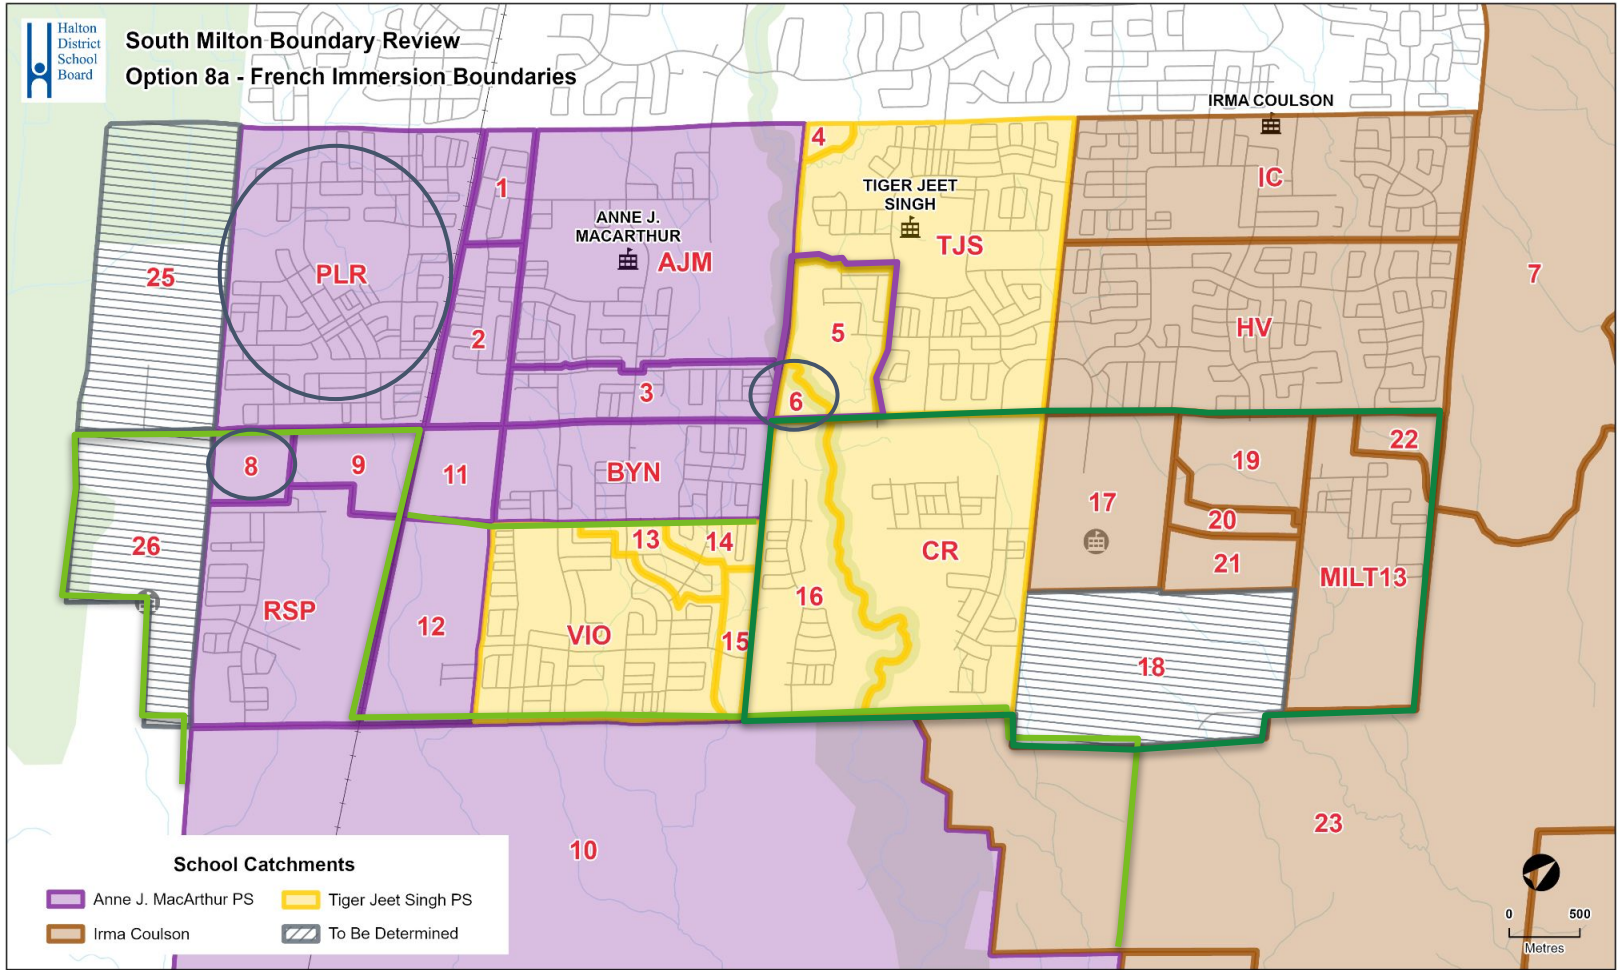 Halton
District
School
Board
South Milton Boundary Review
Option 8a - French Immersion Boundaries
IRMA COULSON
4
IC
TIGER JEET
SINGH
1
ANNE J.
MACARTHUR
TJS
AJM
7
25
PLR
HV
5
2
3
6
22
8
9
11
BYN
19
17
20
13
14
26
CR
21
MILT13
16
RSP
12
VIO
15
18
23
10
School Catchments
Anne J. MacArthur PS
Tiger Jeet Singh PS
Irma Coulson
To Be Determined
0 500
Metres